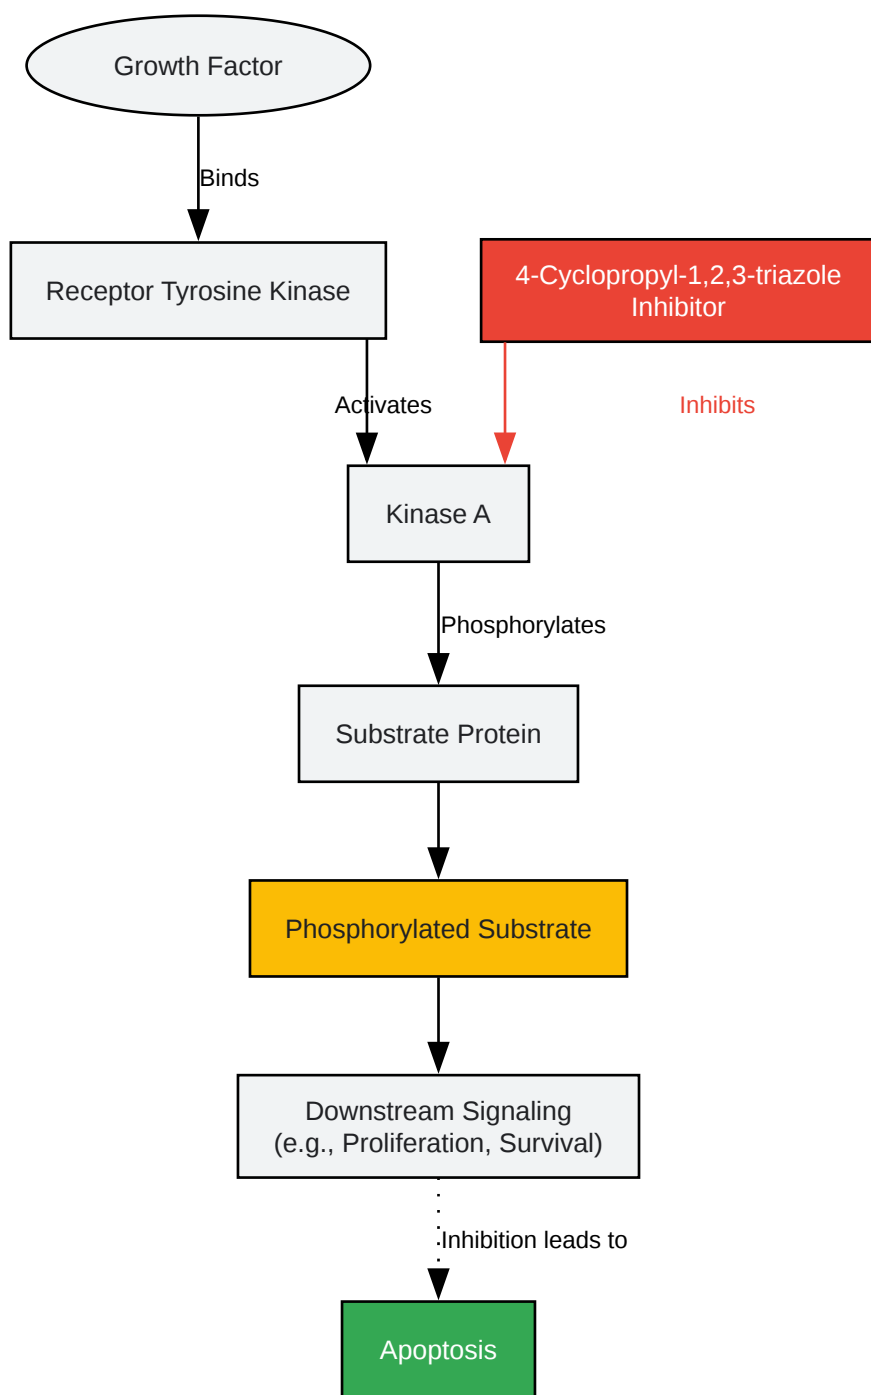 Growth Factor
Binds
Receptor Tyrosine Kinase
4-Cyclopropyl-1,2,3-triazole
Inhibitor
Activates
Inhibits
Kinase A
Phosphorylates
Substrate Protein
Phosphorylated Substrate
Downstream Signaling
(e.g., Proliferation, Survival)
Inhibition leads to
Apoptosis